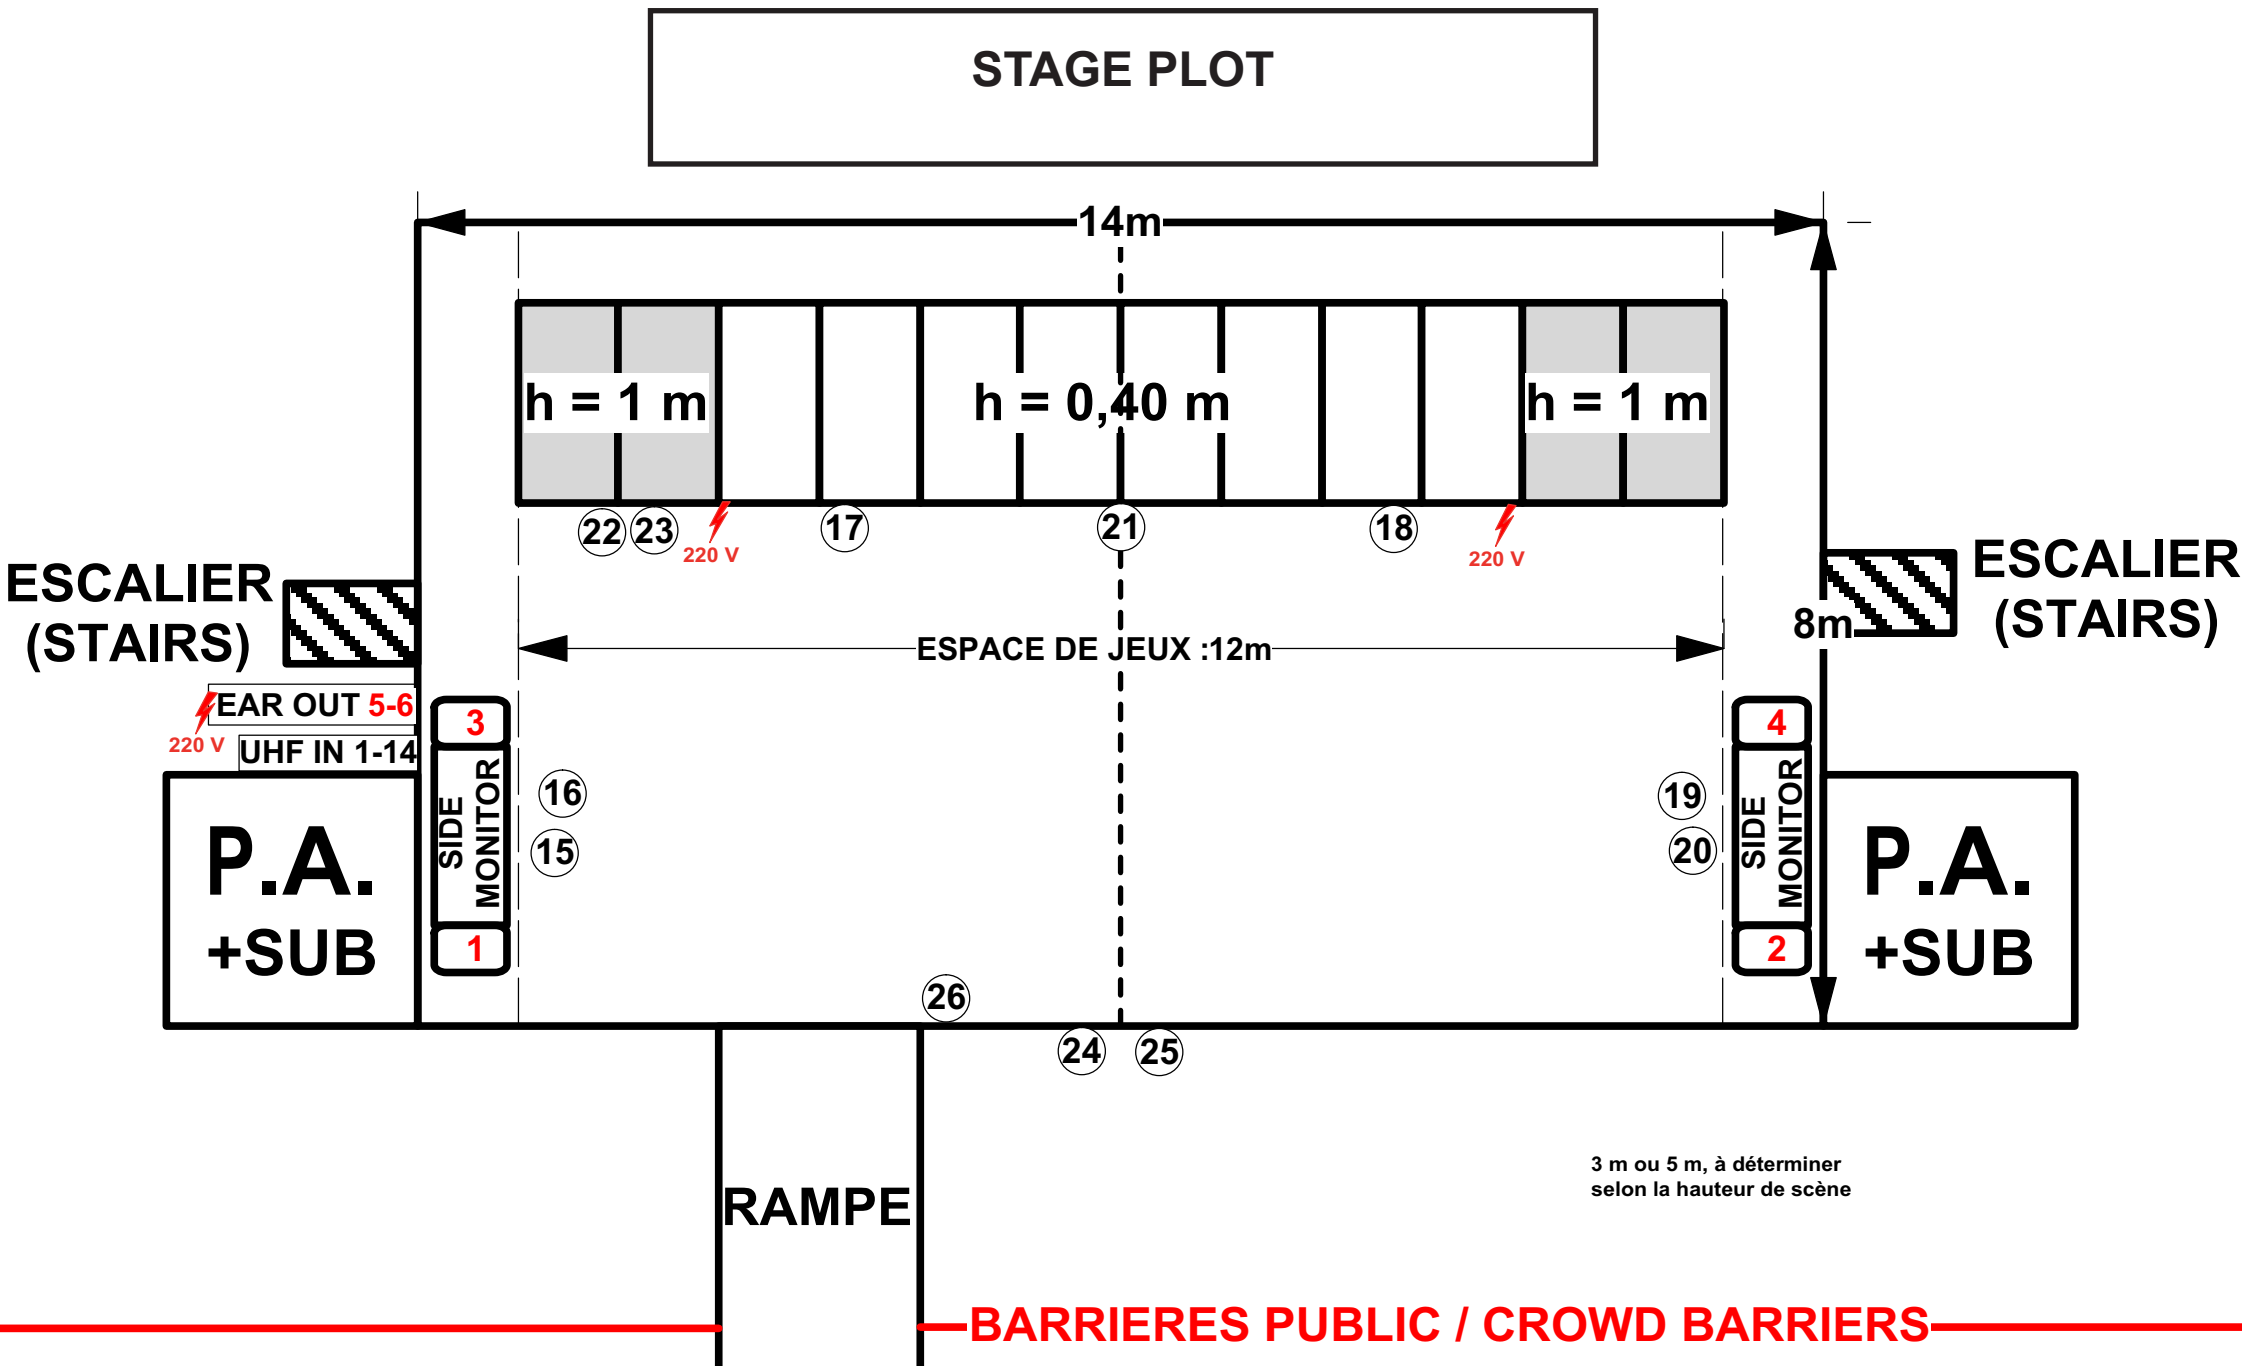 STAGE PLOT
14m
h = 1 m
h = 0,40 m
h = 1 m
22
23
220 V
17
21
18
220 V
ESCALIER
(STAIRS)
ESCALIER
(STAIRS)
8m
ESPACE DE JEUX :12m
EAR OUT 5-6
220 V
UHF IN 1-14
3
SIDE
MONITOR
1
16
15
4
SIDE
MONITOR
2
19
20
P.A.
+SUB
P.A.
+SUB
26
24
25
3 m ou 5 m, à déterminer
selon la hauteur de scène
RAMPE
BARRIERES PUBLIC / CROWD BARRIERS